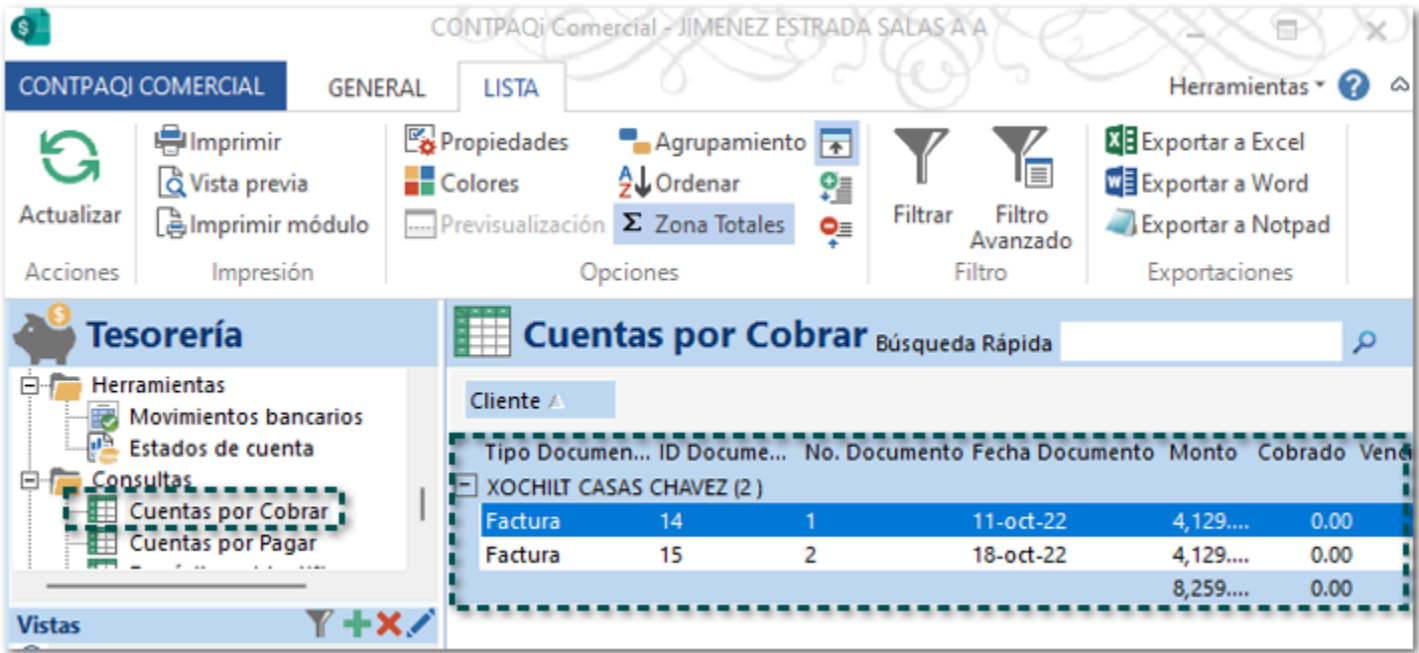 CONTPAQi Comercial - JIMENEZ ESTRADA SALAS A A
CONTPAQI COMERCIAL GENERAL LISTA Herramientas
Actualizar
Acciones
Imprimir
Vista previa
Imprimir módulo
Impresión
Propiedades
Colores
Previsualización
Agrupamiento
Ordenar
Σ Zona Totales
Opciones
Filtrar
Filtro Avanzado
Filtro
Exportar a Excel
Exportar a Word
Exportar a Notpad
Exportaciones
Tesorería
Herramientas
Movimientos bancarios
Estados de cuenta
Consultas
Cuentas por Cobrar
Cuentas por Pagar
Vistas
Cuentas por Cobrar Búsqueda Rápida
Cliente
Tipo Documen... ID Docume... No. Documento Fecha Documento Monto Cobrado Venci
XOCHILT CASAS CHAVEZ (2 )
Factura 14 1 11-oct-22 4,129.... 0.00
Factura 15 2 18-oct-22 4,129.... 0.00
8,259.... 0.00